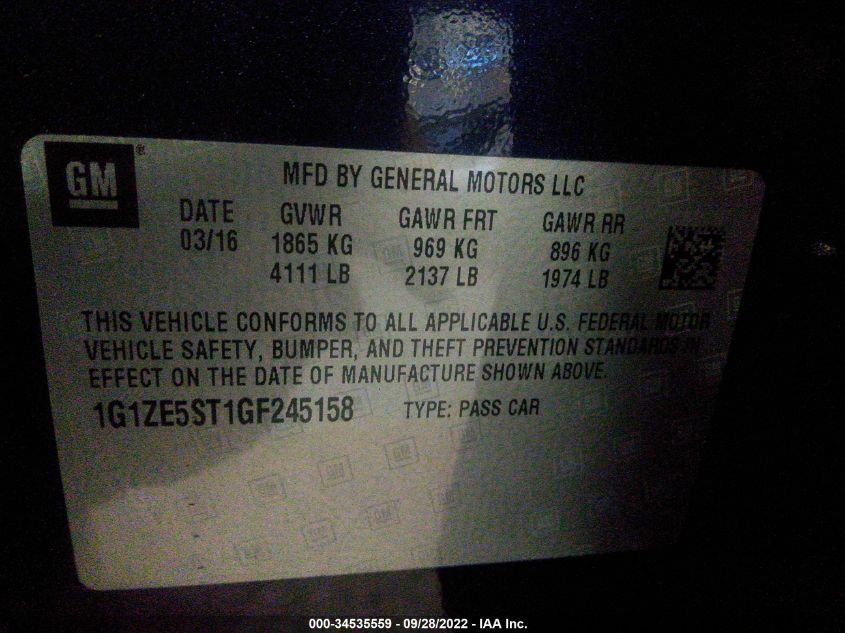 GM ®
MFD BY GENERAL MOTORS LLC
DATE GVWR GAWR FRT GAWR RR
03/16 1865 KG 969 KG 896 KG
4111 LB 2137 LB 1974 LB
THIS VEHICLE CONFORMS TO ALL APPLICABLE U.S. FEDERAL MOTOR
VEHICLE SAFETY, BUMPER, AND THEFT PREVENTION STANDARDS IN
EFFECT ON THE DATE OF MANUFACTURE SHOWN ABOVE.
1G1ZE5ST1GF245158 TYPE: PASS CAR
000-34535559 - 09/28/2022 - IAA Inc.